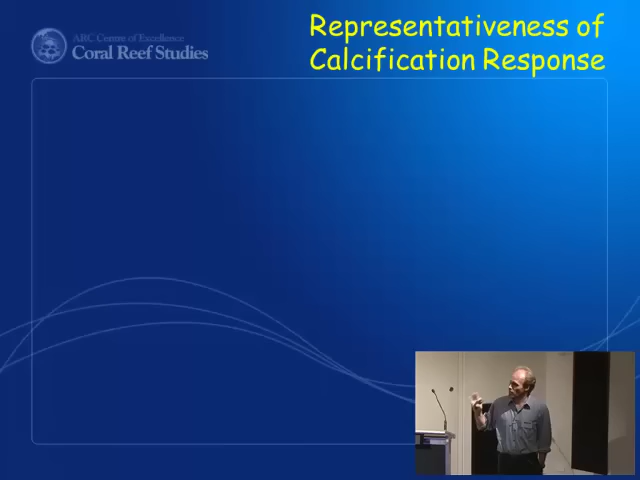 ARC Centre of Excellence
Coral Reef Studies
Representativeness of
Calcification Response